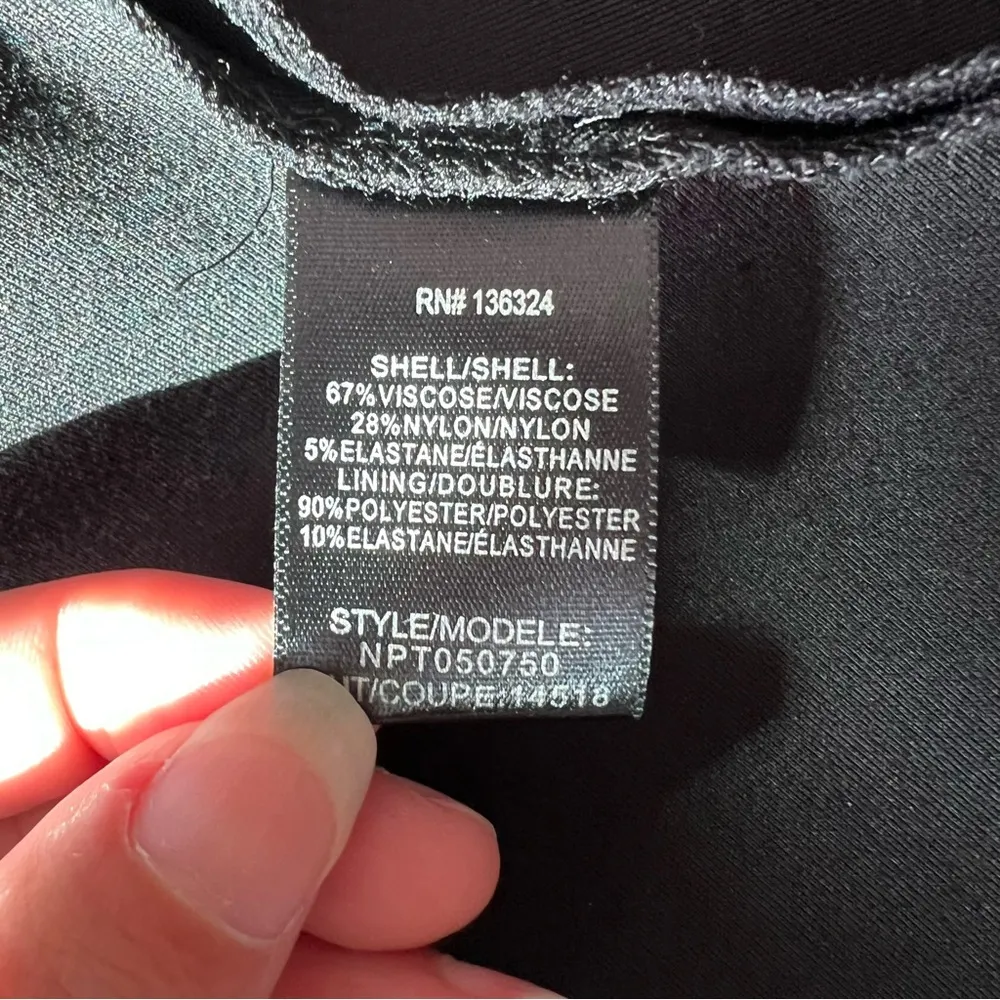 RN# 136324
SHELL/SHELL:
67%VISCOSE/VISCOSE
28%NYLON/NYLON
5%ELASTANE/ÉLASTHANNE
LINING/DOUBLURE:
90%POLYESTER/POLYESTER
10%ELASTANE/ÉLASTHANNE
STYLE/MODELE:
NPT050750
UT/COUPE:14518